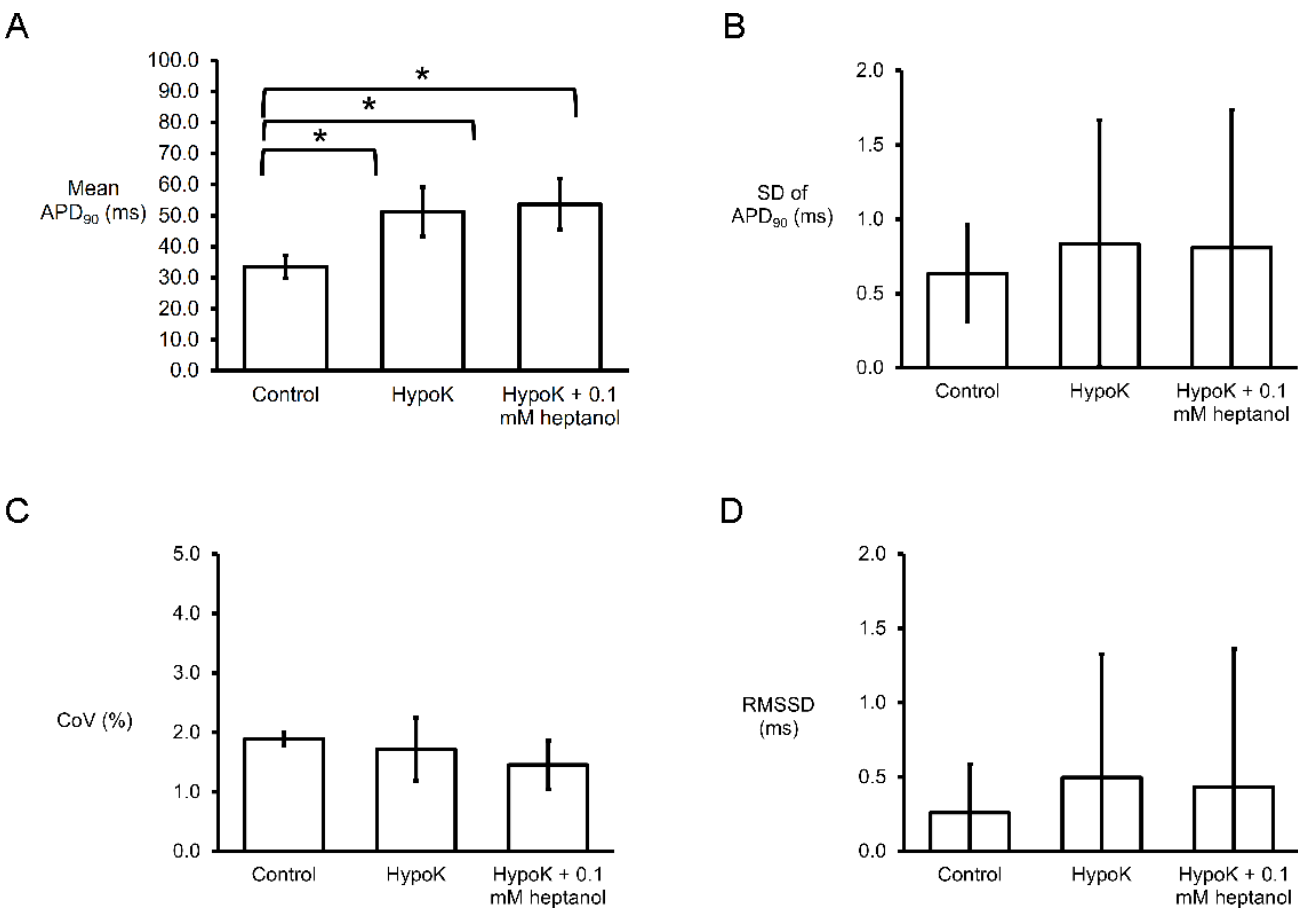 A
100.0
90.0
80.0
70.0
60.0
50.0
40.0
30.0
20.0
10.0
0.0
Mean
APD₉₀ (ms)
*
*
*
Control
HypoK
HypoK + 0.1
mM heptanol
B
2.0
1.5
1.0
0.5
0.0
SD of
APD₉₀ (ms)
Control
HypoK
HypoK + 0.1
mM heptanol
C
5.0
4.0
3.0
2.0
1.0
0.0
CoV (%)
Control
HypoK
HypoK + 0.1
mM heptanol
D
2.0
1.5
1.0
0.5
0.0
RMSSD
(ms)
Control
HypoK
HypoK + 0.1
mM heptanol